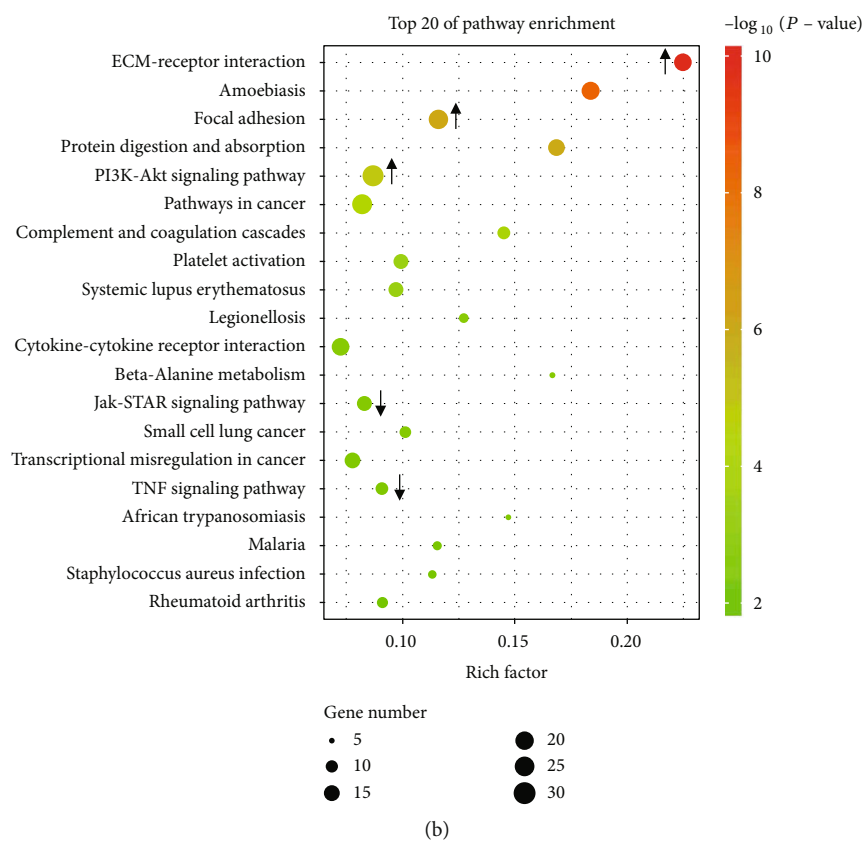 Top 20 of pathway enrichment
–log10 (P – value)
ECM-receptor interaction
Amoebiasis
Focal adhesion
Protein digestion and absorption
PI3K-Akt signaling pathway
Pathways in cancer
Complement and coagulation cascades
Platelet activation
Systemic lupus erythematosus
Legionellosis
Cytokine-cytokine receptor interaction
Beta-Alanine metabolism
Jak-STAR signaling pathway
Small cell lung cancer
Transcriptional misregulation in cancer
TNF signaling pathway
African trypanosomiasis
Malaria
Staphylococcus aureus infection
Rheumatoid arthritis
10
8
6
4
2
0.10 0.15 0.20
Rich factor
Gene number
5 20
10 25
15 30
(b)